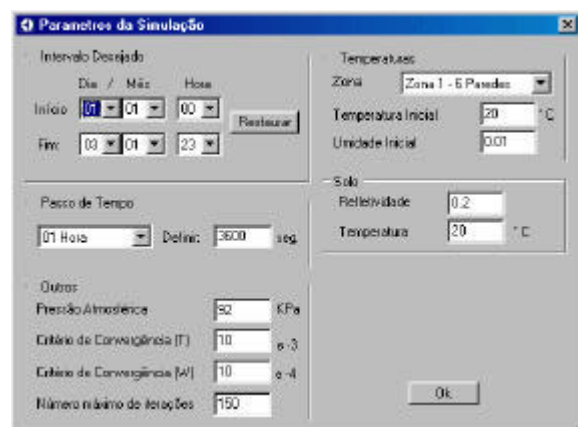 Parametros da Simulação
Intervalo Desejado
Dia / Mês Hora
Início 01 01 00
Fim: 03 01 23
Restaurar
Passo de Tempo
01 Hora Definir: 3600 seg.
Outros
Pressão Atmosférica 92 KPa
Critério de Convergência (T) 10 e -3
Critério de Convergência (W) 10 e -4
Número máximo de iterações 150
Temperaturas
Zona Zona 1 - 6 Paredes
Temperatura Inicial 20 ° C
Umidade Inicial 0.01
Solo
Refletividade 0.2
Temperatura 20 ° C
Ok